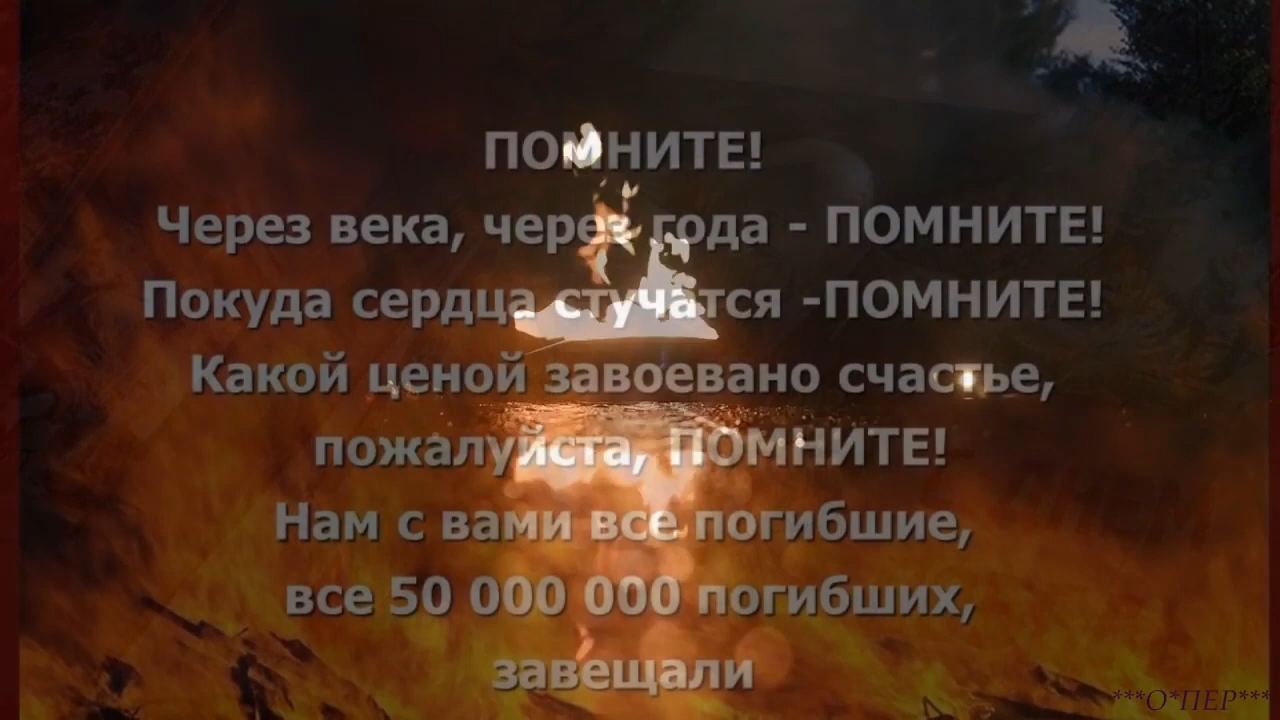 ПОМНИТЕ!
Через века, через года - ПОМНИТЕ!
Покуда сердца стучатся -ПОМНИТЕ!
Какой ценой завоевано счастье,
пожалуйста, ПОМНИТЕ!
Нам с вами все погибшие,
все 50 000 000 погибших,
завещали
***О*ПЕР***